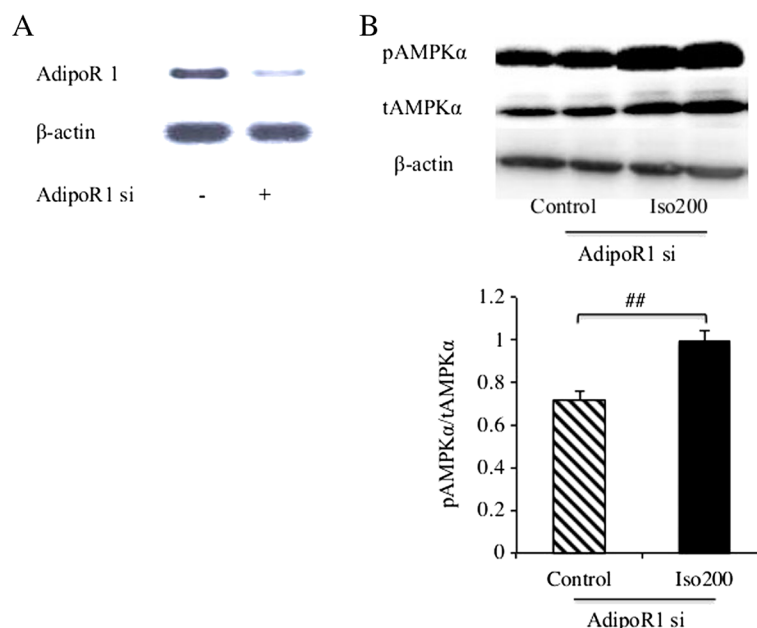 A
AdipoR 1
β-actin
AdipoR1 si - +
B
pAMPKα
tAMPKα
β-actin
Control Iso200
AdipoR1 si
##
pAMPKα/tAMPKα
1.2
1
0.8
0.6
0.4
0.2
0
Control Iso200
AdipoR1 si